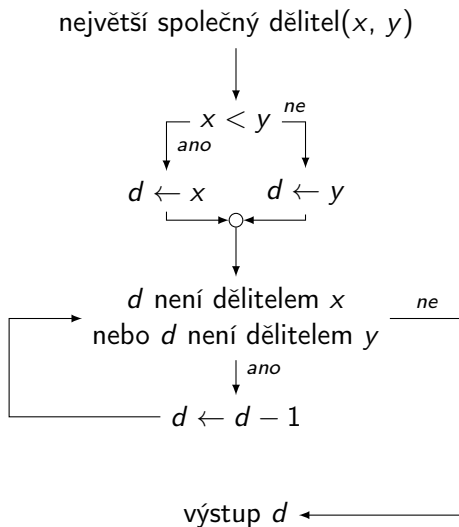 největší společný dělitel(x, y)
x < y
ne
ano
d ← x
d ← y
d není dělitelem x
nebo d není dělitelem y
ne
ano
d ← d − 1
výstup d